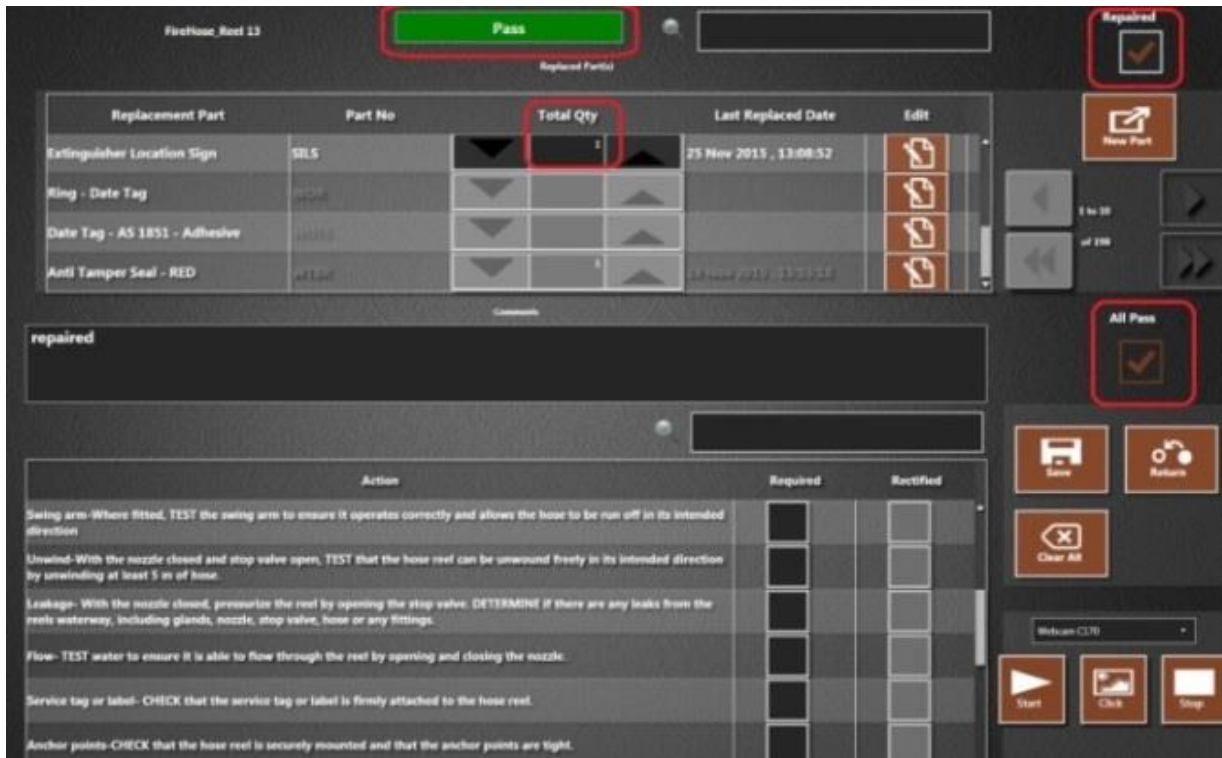 FireHose_Reel 13
Pass
Repaired
Replaced Part(s)
Replacement Part Part No Total Qty Last Replaced Date Edit
New Part
Extinguisher Location Sign SILS 1 25 Nov 2015 , 13:08:52
Ring - Date Tag
1 to 10
Date Tag - AS 1851 - Adhesive
of 198
Anti Tamper Seal - RED 1
Comments
All Pass
repaired
Save Return
Action Required Rectified
Swing arm-Where fitted, TEST the swing arm to ensure it operates correctly and allows the hose to be run off in its intended
direction
Clear All
Unwind-With the nozzle closed and stop valve open, TEST that the hose reel can be unwound freely in its intended direction
by unwinding at least 5 m of hose.
Leakage- With the nozzle closed, pressurize the reel by opening the stop valve. DETERMINE if there are any leaks from the
reels waterway, including glands, nozzle, stop valve, hose or any fittings.
Webcam C170
Flow- TEST water to ensure it is able to flow through the reel by opening and closing the nozzle.
Service tag or label- CHECK that the service tag or label is firmly attached to the hose reel.
Start Click Stop
Anchor points-CHECK that the hose reel is securely mounted and that the anchor points are tight.